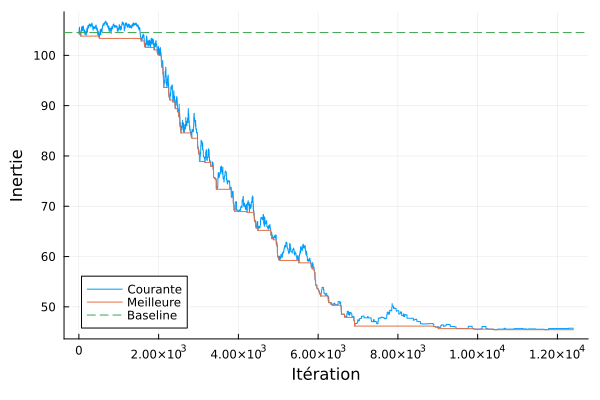 Inertie
100
90
80
70
60
50
Courante
Meilleure
Baseline
0
2.00×10³
4.00×10³
6.00×10³
8.00×10³
1.00×10⁴
1.20×10⁴
Itération